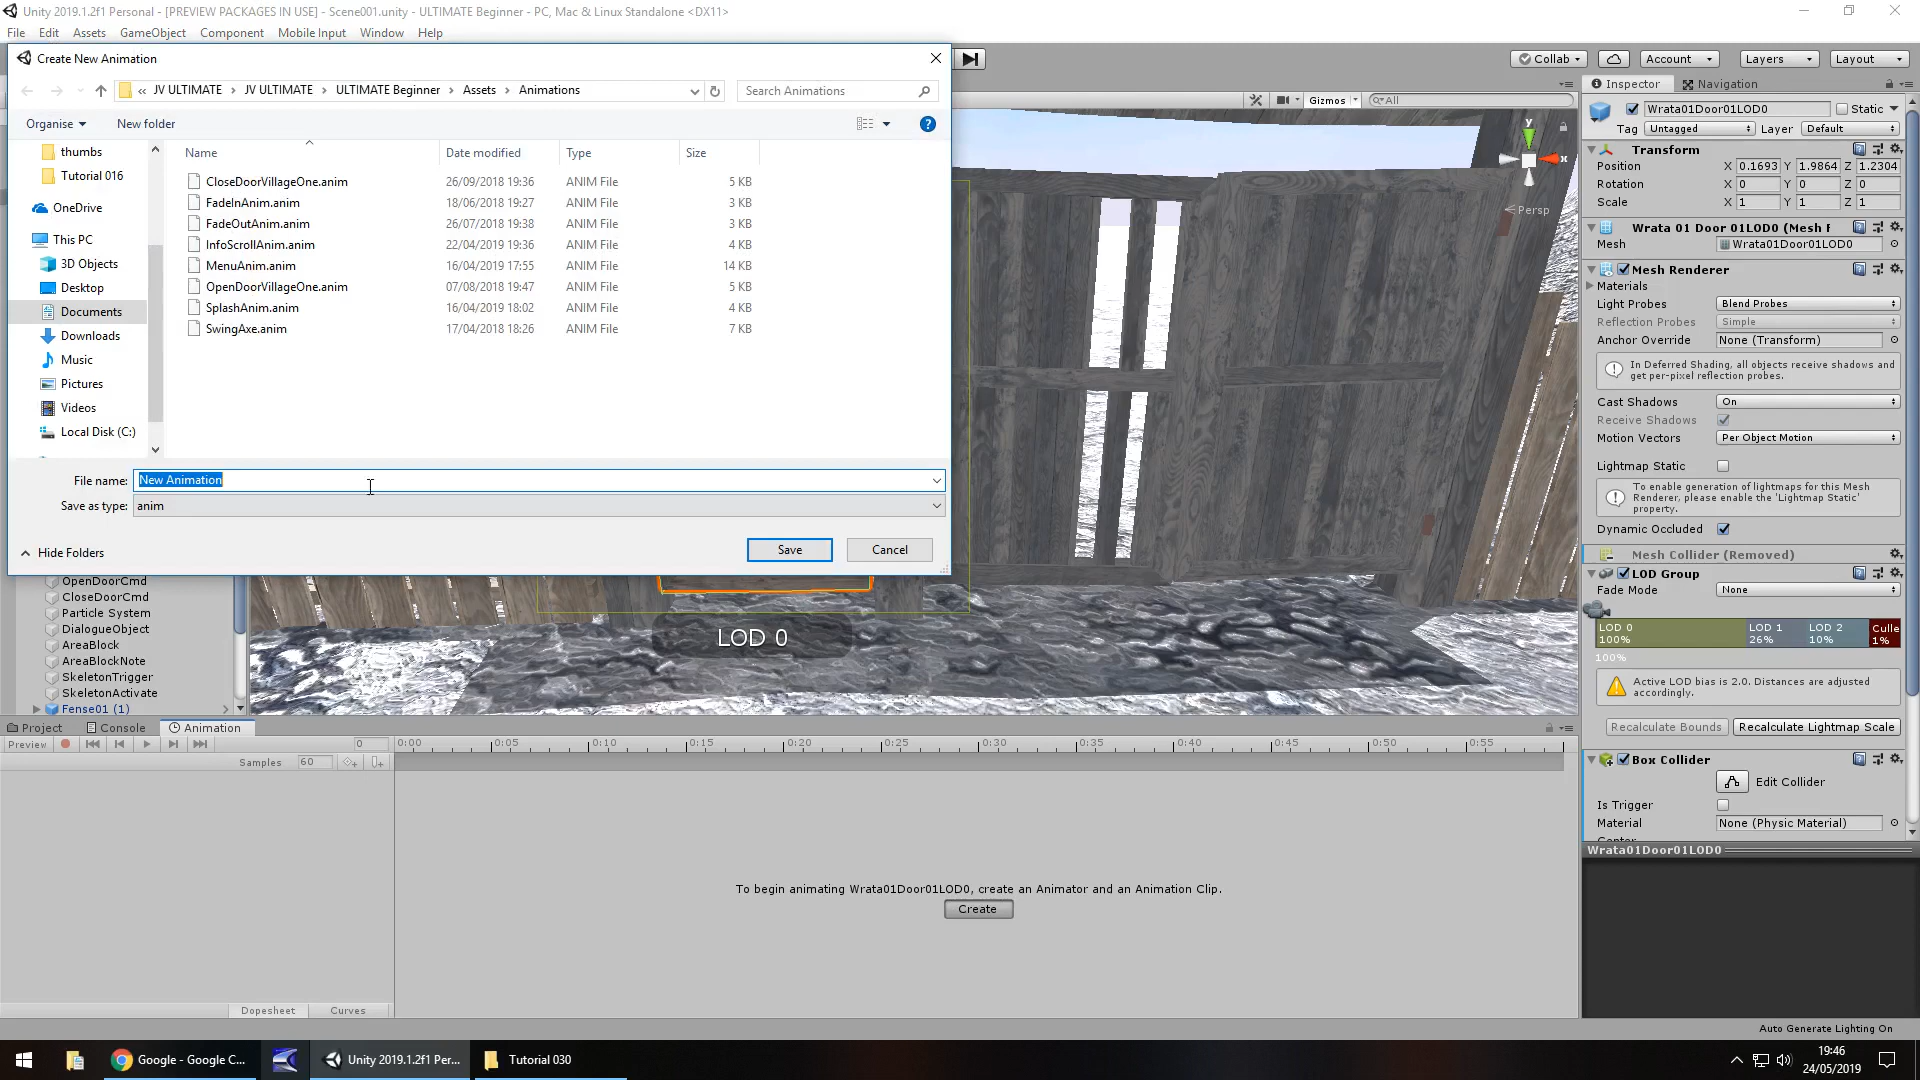 Unity 2019.1.2f1 Personal - [PREVIEW PACKAGES IN USE] - Scene001.unity - ULTIMATE Beginner - PC, Mac & Linux Standalone <DX11>
File Edit Assets GameObject Component Mobile Input Window Help
Create New Animation
« JV ULTIMATE › JV ULTIMATE › ULTIMATE Beginner › Assets › Animations
Search Animations
Organise New folder
Name Date modified Type Size
thumbs
Tutorial 016
OneDrive
This PC
3D Objects
Desktop
Documents
Downloads
Music
Pictures
Videos
Local Disk (C:)
CloseDoorVillageOne.anim 26/09/2018 19:36 ANIM File 5 KB
FadeInAnim.anim 18/06/2018 19:27 ANIM File 3 KB
FadeOutAnim.anim 26/07/2018 19:38 ANIM File 3 KB
InfoScrollAnim.anim 22/04/2019 19:36 ANIM File 4 KB
MenuAnim.anim 16/04/2019 17:55 ANIM File 14 KB
OpenDoorVillageOne.anim 07/08/2018 19:47 ANIM File 5 KB
SplashAnim.anim 16/04/2019 18:02 ANIM File 4 KB
SwingAxe.anim 17/04/2018 18:26 ANIM File 7 KB
File name: New Animation
Save as type: anim
Hide Folders
Save Cancel
Collab Account Layers Layout
Gizmos All
y
x
Persp
LOD 0
OpenDoorCmd
CloseDoorCmd
Particle System
DialogueObject
AreaBlock
AreaBlockNote
SkeletonTrigger
SkeletonActivate
Fense01 (1)
Inspector Navigation
Wrata01Door01LOD0 Static
Tag Untagged Layer Default
Transform
Position X 0.1693 Y 1.9864 Z 1.2304
Rotation X 0 Y 0 Z 0
Scale X 1 Y 1 Z 1
Wrata 01 Door 01LOD0 (Mesh F
Mesh Wrata01Door01LOD0
Mesh Renderer
Materials
Light Probes Blend Probes
Reflection Probes Simple
Anchor Override None (Transform)
In Deferred Shading, all objects receive shadows and
get per-pixel reflection probes.
Cast Shadows On
Receive Shadows
Motion Vectors Per Object Motion
Lightmap Static
To enable generation of lightmaps for this Mesh
Renderer, please enable the 'Lightmap Static'
property.
Dynamic Occluded
Mesh Collider (Removed)
LOD Group
Fade Mode None
LOD 0 LOD 1 LOD 2 Culle
100% 26% 10% 1%
100%
Active LOD bias is 2.0. Distances are adjusted
accordingly.
Recalculate Bounds Recalculate Lightmap Scale
Box Collider
Edit Collider
Is Trigger
Material None (Physic Material)
Center
Wrata01Door01LOD0
Project Console Animation
Preview 0 0:00 0:05 0:10 0:15 0:20 0:25 0:30 0:35 0:40 0:45 0:50 0:55
Samples 60
To begin animating Wrata01Door01LOD0, create an Animator and an Animation Clip.
Create
Dopesheet Curves
Auto Generate Lighting On
Google - Google C...
Unity 2019.1.2f1 Per...
Tutorial 030
19:46
24/05/2019